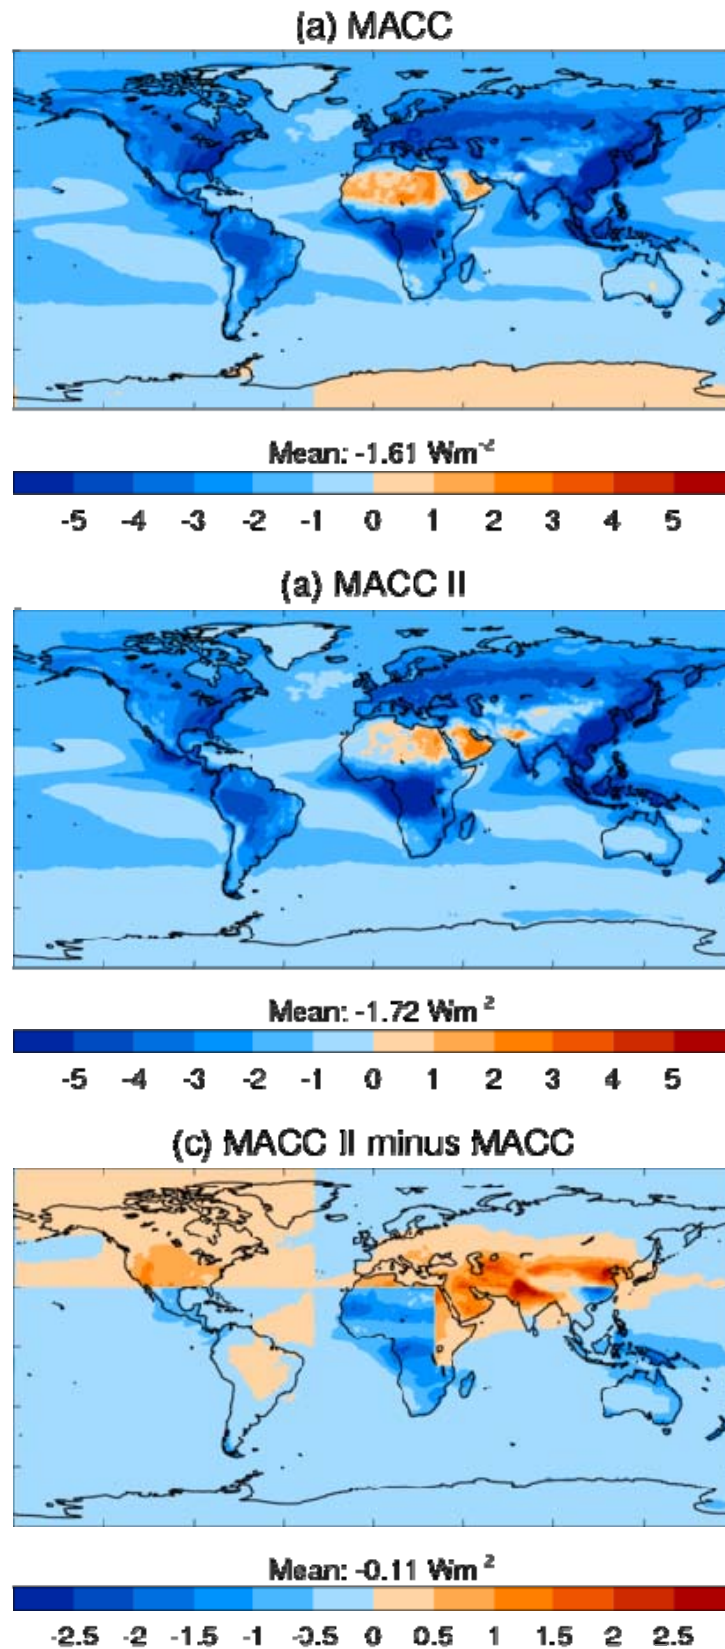 (a) MACC
Mean: -1.61 Wm⁻²
-5 -4 -3 -2 -1 0 1 2 3 4 5
(a) MACC II
Mean: -1.72 Wm ²
-5 -4 -3 -2 -1 0 1 2 3 4 5
(c) MACC II minus MACC
Mean: -0.11 Wm ²
-2.5 -2 -1.5 -1 -0.5 0 0.5 1 1.5 2 2.5